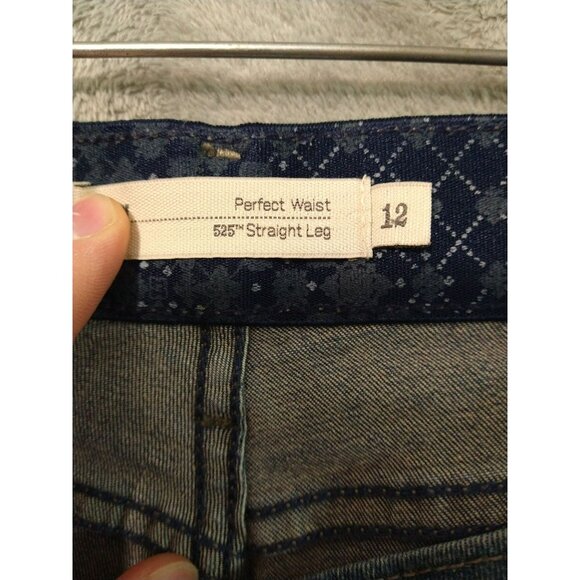 Perfect Waist
525™ Straight Leg
12